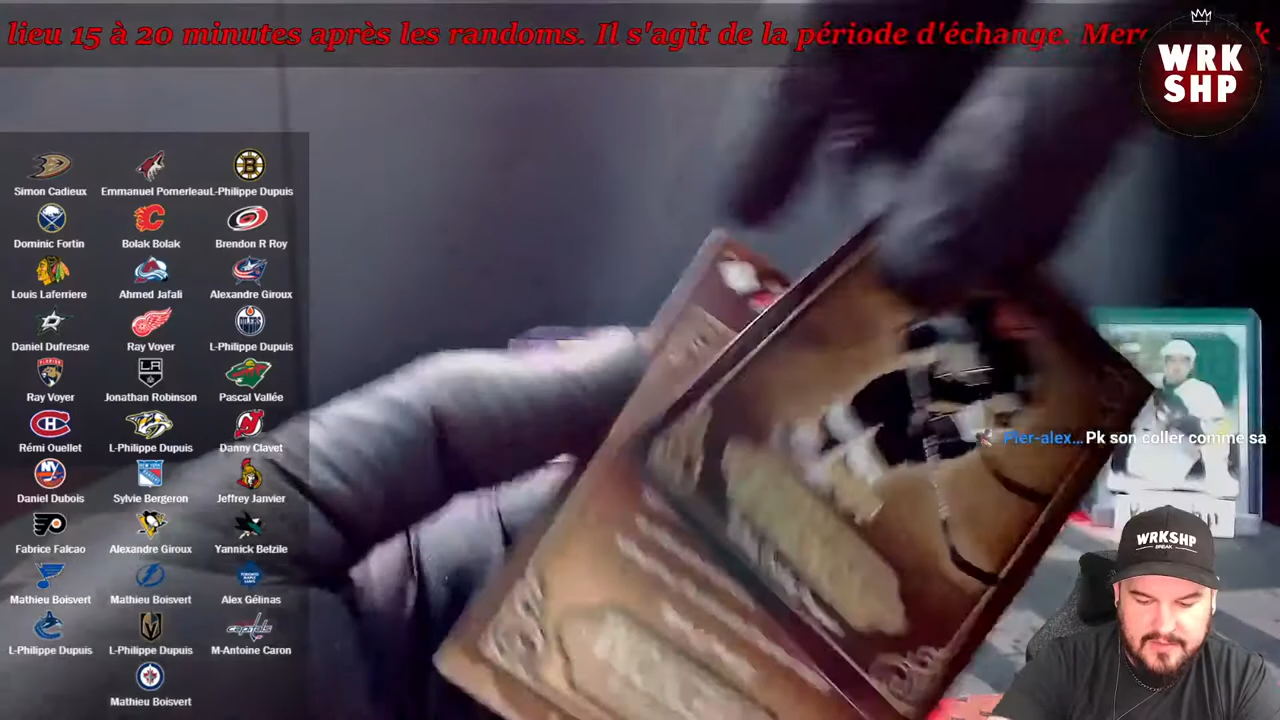 lieu 15 à 20 minutes après les randoms. Il s'agit de la période d'échange. Merc
WRK
SHP
Simon Cadieux
Emmanuel Pomerleau
L-Philippe Dupuis
Dominic Fortin
Bolak Bolak
Brendon R Roy
Louis Laferriere
Ahmed Jafali
Alexandre Giroux
Daniel Dufresne
Ray Voyer
L-Philippe Dupuis
Ray Voyer
Jonathan Robinson
Pascal Vallée
Rémi Ouellet
L-Philippe Dupuis
Danny Clavet
Daniel Dubois
Sylvie Bergeron
Jeffrey Janvier
Fabrice Falcao
Alexandre Giroux
Yannick Belzile
Mathieu Boisvert
Mathieu Boisvert
Alex Gélinas
L-Philippe Dupuis
L-Philippe Dupuis
M-Antoine Caron
Mathieu Boisvert
Pier-alex... Pk son coller comme sa
WRKSHP
BREAK